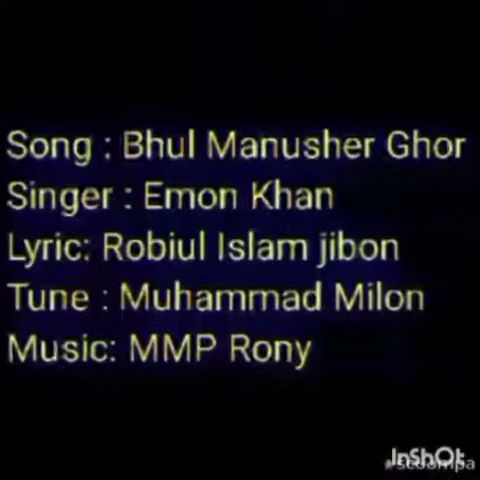 Song : Bhul Manusher Ghor
Singer : Emon Khan
Lyric: Robiul Islam jibon
Tune : Muhammad Milon
Music: MMP Rony
InShOt